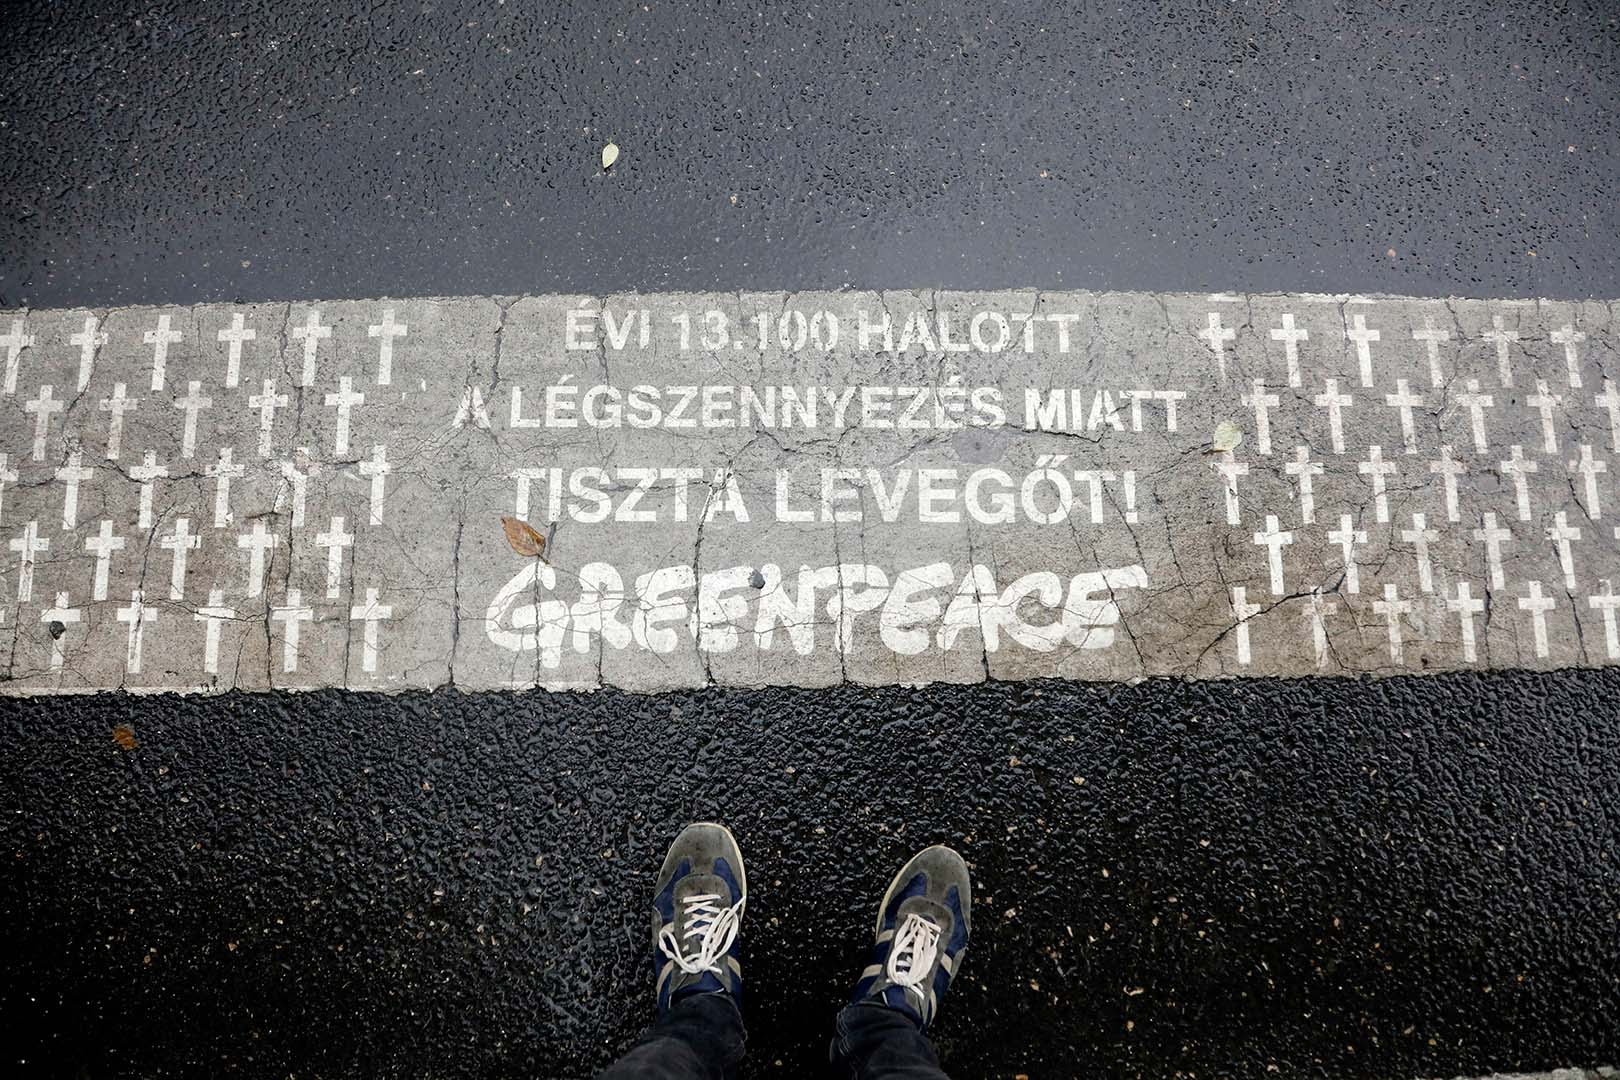 ÉVI 13.100 HALOTT
A LÉGSZENNYEZÉS MIATT
TISZTA LEVEGŐT!
GREENPEACE